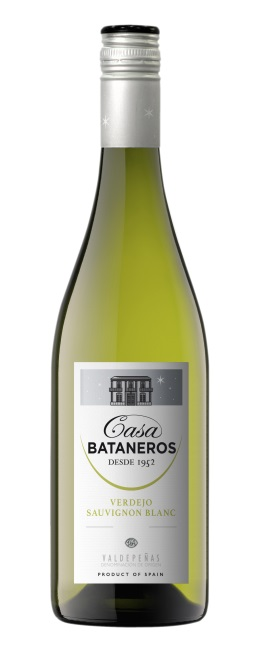 Casa
BATANEROS
DESDE 1952
VERDEJO
SAUVIGNON BLANC
VALDEPEÑAS
PRODUCT OF SPAIN